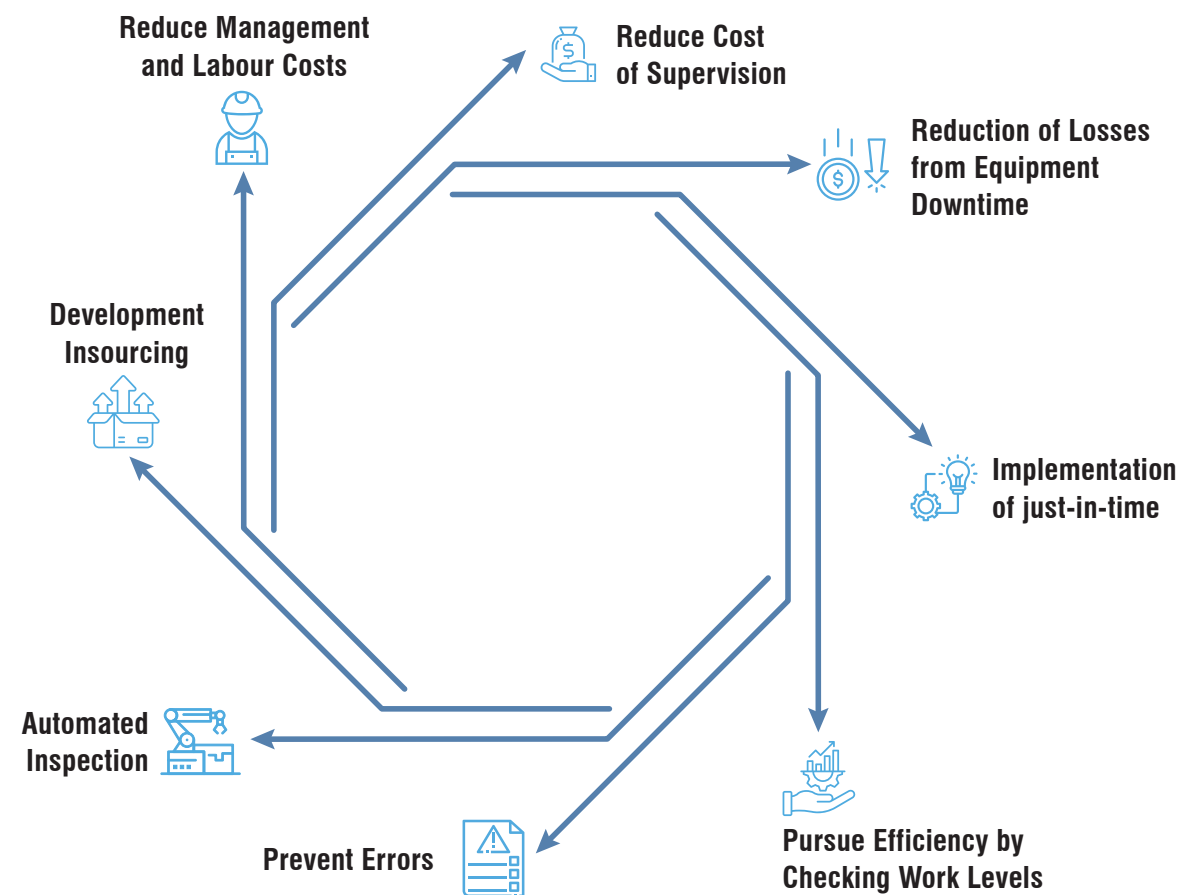 Reduce Management
and Labour Costs
$
Reduce Cost
of Supervision
$
Reduction of Losses
from Equipment
Downtime
Development
Insourcing
Implementation
of just-in-time
Automated
Inspection
Prevent Errors
Pursue Efficiency by
Checking Work Levels